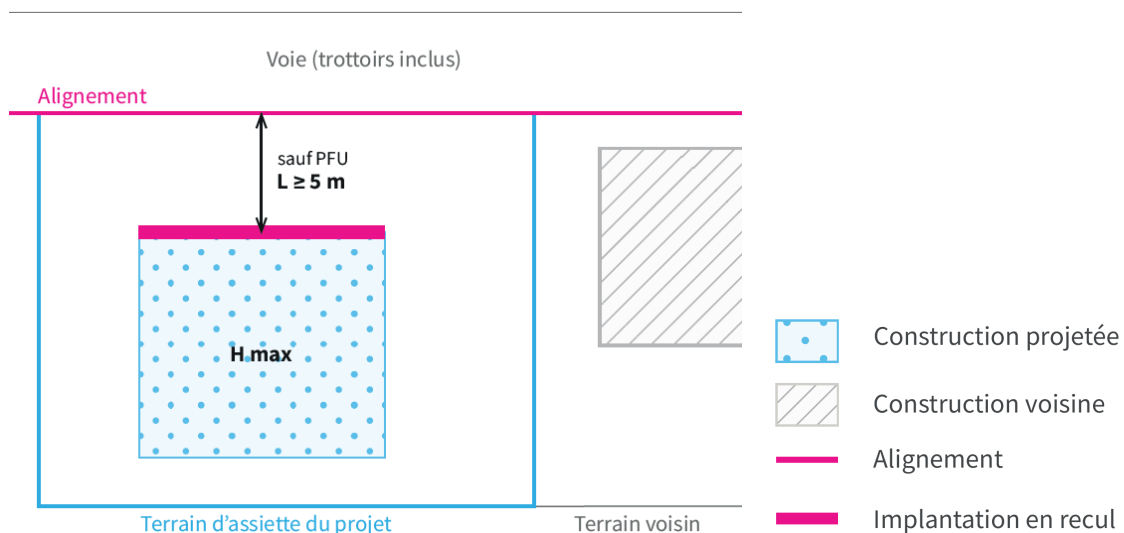 Voie (trottoirs inclus)
Alignement
sauf PFU
L ≥ 5 m
H max
Terrain d’assiette du projet
Terrain voisin
Construction projetée
Construction voisine
Alignement
Implantation en recul